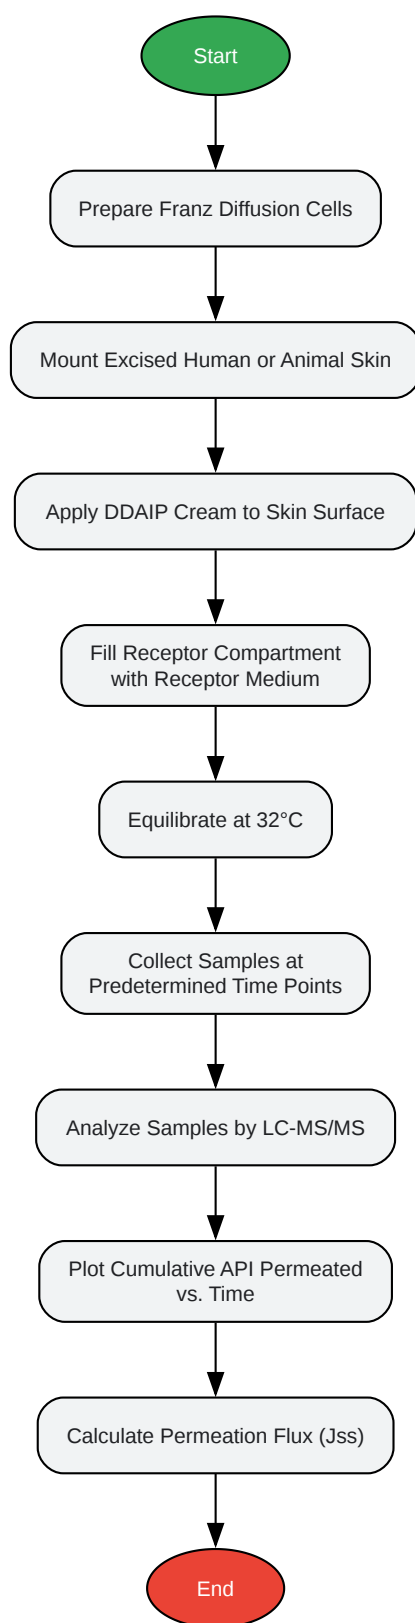 Start
Prepare Franz Diffusion Cells
Mount Excised Human or Animal Skin
Apply DDAIP Cream to Skin Surface
Fill Receptor Compartment
with Receptor Medium
Equilibrate at 32°C
Collect Samples at
Predetermined Time Points
Analyze Samples by LC-MS/MS
Plot Cumulative API Permeated
vs. Time
Calculate Permeation Flux (Jss)
End